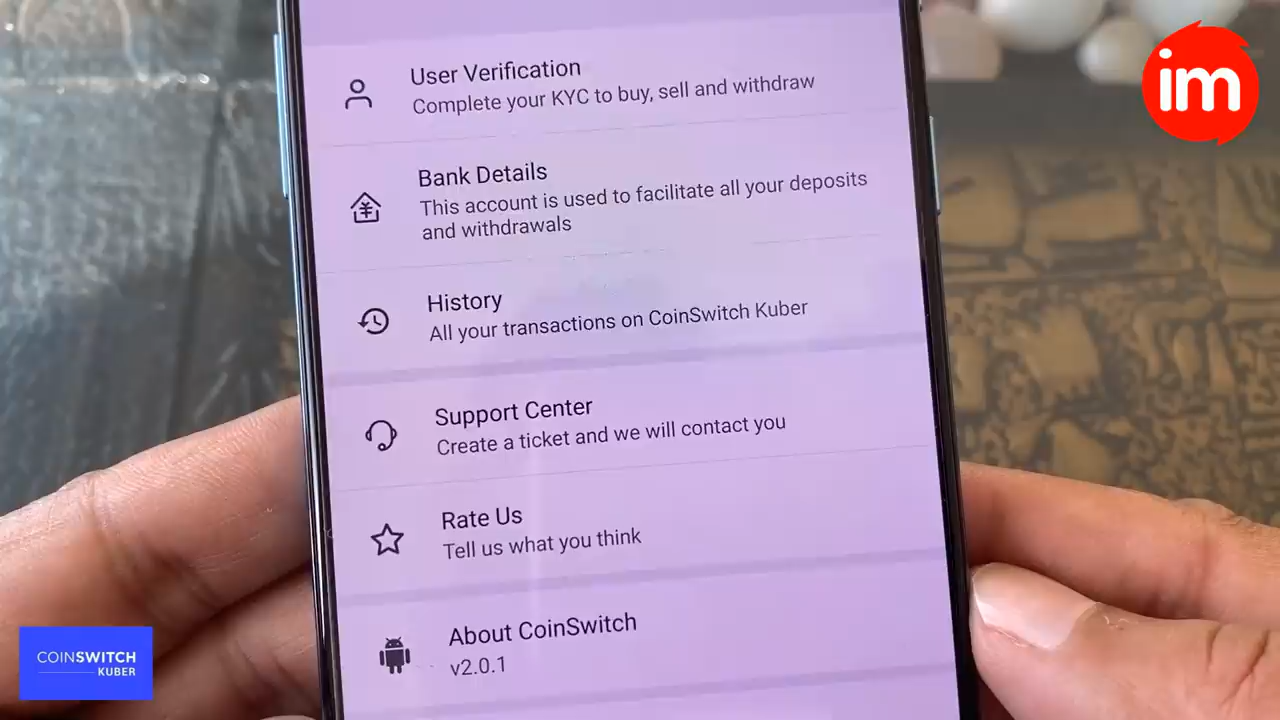 im
User Verification
Complete your KYC to buy, sell and withdraw
Bank Details
This account is used to facilitate all your deposits
and withdrawals
History
All your transactions on CoinSwitch Kuber
Support Center
Create a ticket and we will contact you
Rate Us
Tell us what you think
About CoinSwitch
v2.0.1
COINSWITCH
KUBER